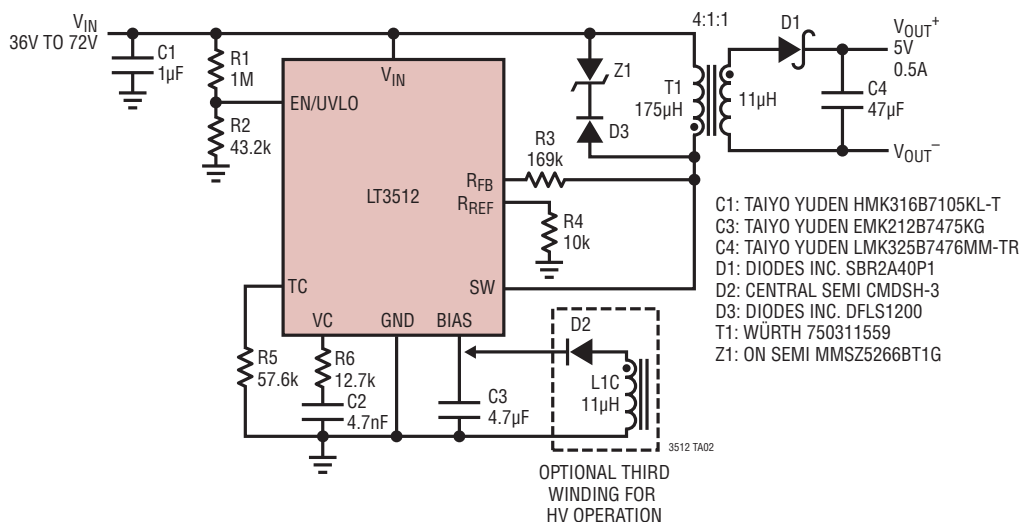 VIN
36V TO 72V
C1
1µF
R1
1M
R2
43.2k
EN/UVLO
VIN
LT3512
RFB
RREF
TC
VC
GND
BIAS
SW
R3
169k
R4
10k
R5
57.6k
R6
12.7k
C2
4.7nF
C3
4.7µF
Z1
D3
4:1:1
T1
175µH
11µH
D1
VOUT+
5V
0.5A
C4
47µF
VOUT–
D2
L1C
11µH
OPTIONAL THIRD
WINDING FOR
HV OPERATION
3512 TA02
C1: TAIYO YUDEN HMK316B7105KL-T
C3: TAIYO YUDEN EMK212B7475KG
C4: TAIYO YUDEN LMK325B7476MM-TR
D1: DIODES INC. SBR2A40P1
D2: CENTRAL SEMI CMDSH-3
D3: DIODES INC. DFLS1200
T1: WÜRTH 750311559
Z1: ON SEMI MMSZ5266BT1G